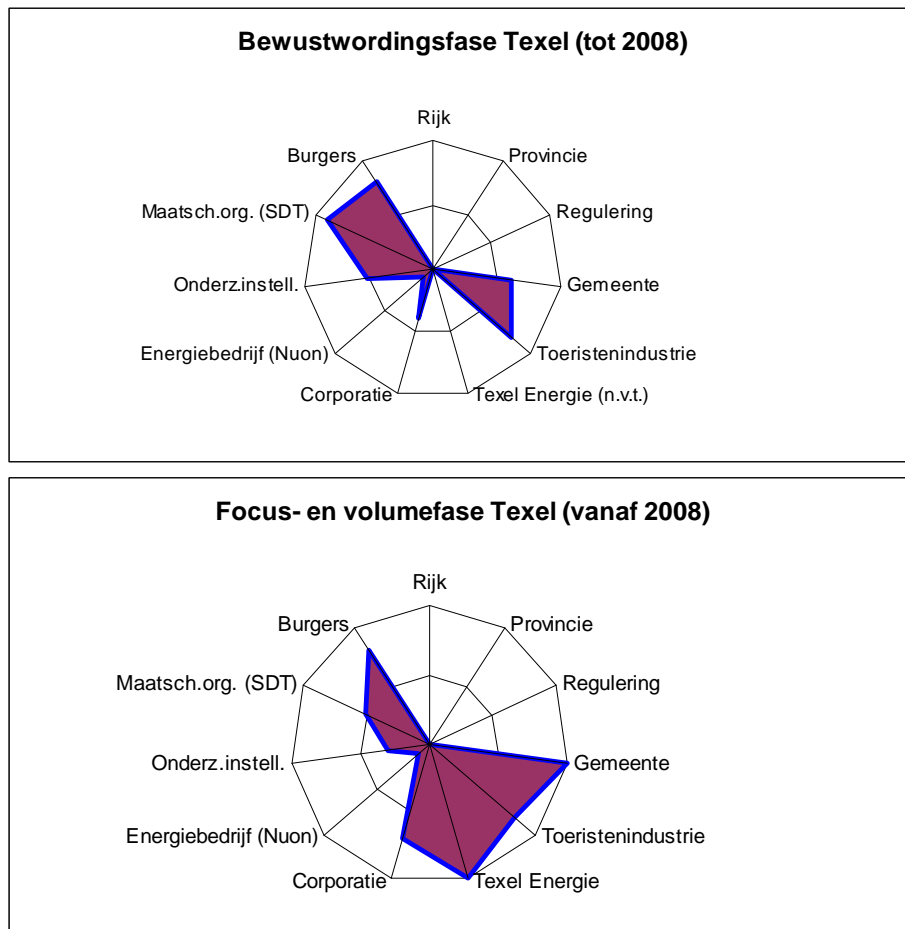 Bewustwordingsfase Texel (tot 2008)
Rijk
Burgers
Provincie
Maatsch.org. (SDT)
Regulering
Onderz.instell.
Gemeente
Energiebedrijf (Nuon)
Toeristenindustrie
Corporatie
Texel Energie (n.v.t.)
Focus- en volumefase Texel (vanaf 2008)
Rijk
Burgers
Provincie
Maatsch.org. (SDT)
Regulering
Onderz.instell.
Gemeente
Energiebedrijf (Nuon)
Toeristenindustrie
Corporatie
Texel Energie